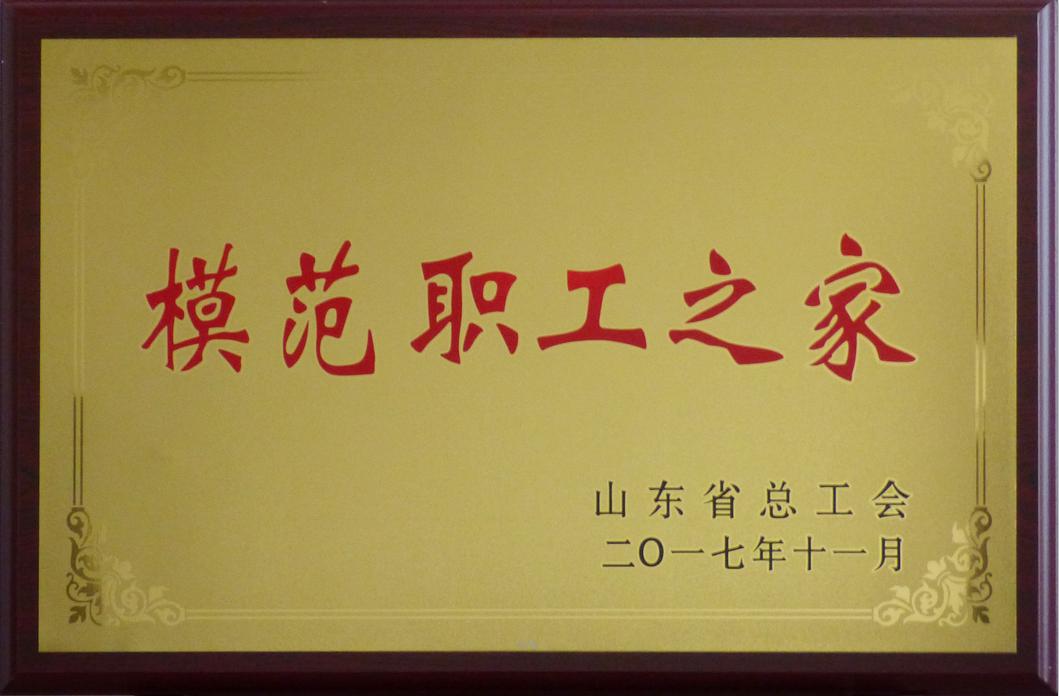 模范职工之家
山东省总工会
二O一七年十一月